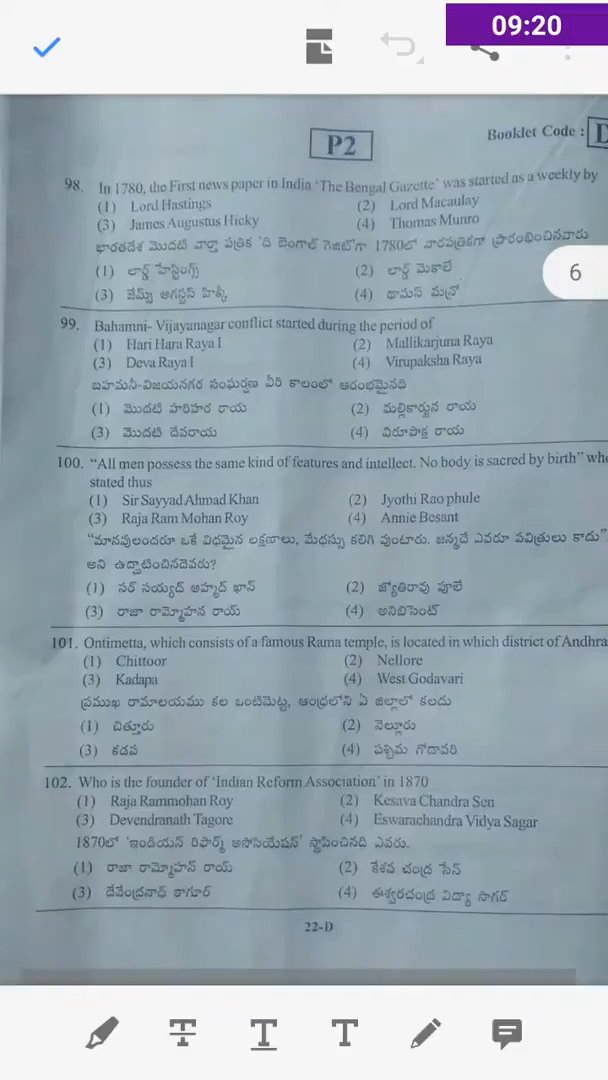 09:20
P2
Booklet Code : D
98. In 1780, the First news paper in India 'The Bengal Gazette' was started as a weekly by
(1) Lord Hastings (2) Lord Macaulay
(3) James Augustus Hicky (4) Thomas Munro
భారతదేశ మొదటి వార్తా పత్రిక 'ది బెంగాల్ గెజిట్'గా 1780లో వారపత్రికగా ప్రారంభించినవారు
(1) లార్డ్ హేస్టింగ్స్ (2) లార్డ్ మెకాలే
6
(3) జేమ్స్ అగస్టస్ హిక్కీ (4) థామస్ మన్రో
99. Bahamni- Vijayanagar conflict started during the period of
(1) Hari Hara Raya I (2) Mallikarjuna Raya
(3) Deva Raya I (4) Virupaksha Raya
బహమనీ-విజయనగర సంఘర్షణ వీరి కాలంలో ఆరంభమైనది
(1) మొదటి హరిహర రాయ (2) మల్లికార్జున రాయ
(3) మొదటి దేవరాయ (4) విరూపాక్ష రాయ
100. "All men possess the same kind of features and intellect. No body is sacred by birth" who
stated thus
(1) Sir Sayyad Ahmad Khan (2) Jyothi Rao phule
(3) Raja Ram Mohan Roy (4) Annie Besant
"మానవులందరూ ఒకే విధమైన లక్షణాలు, మేధస్సు కలిగి వుంటారు. జన్మచే ఎవరూ పవిత్రులు కాదు"
అని ఉద్ఘాటించినదెవరు?
(1) సర్ సయ్యద్ అహ్మద్ ఖాన్ (2) జ్యోతిరావు పూలే
(3) రాజా రామ్మోహన రాయ్ (4) అనిబిసెంట్
101. Ontimetta, which consists of a famous Rama temple, is located in which district of Andhra
(1) Chittoor (2) Nellore
(3) Kadapa (4) West Godavari
ప్రముఖ రామాలయము కల ఒంటిమెట్ట, ఆంధ్రలోని ఏ జిల్లాలో కలదు
(1) చిత్తూరు (2) నెల్లూరు
(3) కడప (4) పశ్చిమ గోదావరి
102. Who is the founder of 'Indian Reform Association' in 1870
(1) Raja Rammohan Roy (2) Kesava Chandra Sen
(3) Devendranath Tagore (4) Eswarachandra Vidya Sagar
1870లో 'ఇండియన్ రిఫార్మ్ అసోసియేషన్' స్థాపించినది ఎవరు.
(1) రాజా రామ్మోహన్ రాయ్ (2) కేశవ చంద్ర సేన్
(3) దేవేంద్రనాధ్ ఠాగూర్ (4) ఈశ్వరచంద్ర విద్యా సాగర్
22-D